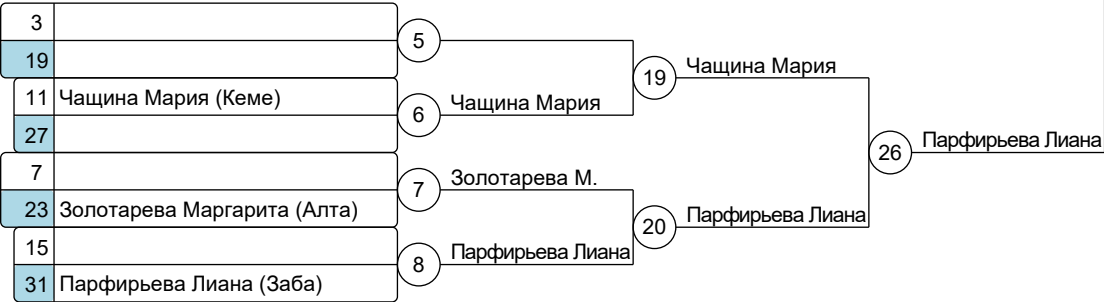 3
5
19
19 Чащина Мария
11 Чащина Мария (Кеме)
6 Чащина Мария
27
26 Парфирьева Лиана
7
7 Золотарева М.
23 Золотарева Маргарита (Алта)
20 Парфирьева Лиана
15
8 Парфирьева Лиана
31 Парфирьева Лиана (Заба)